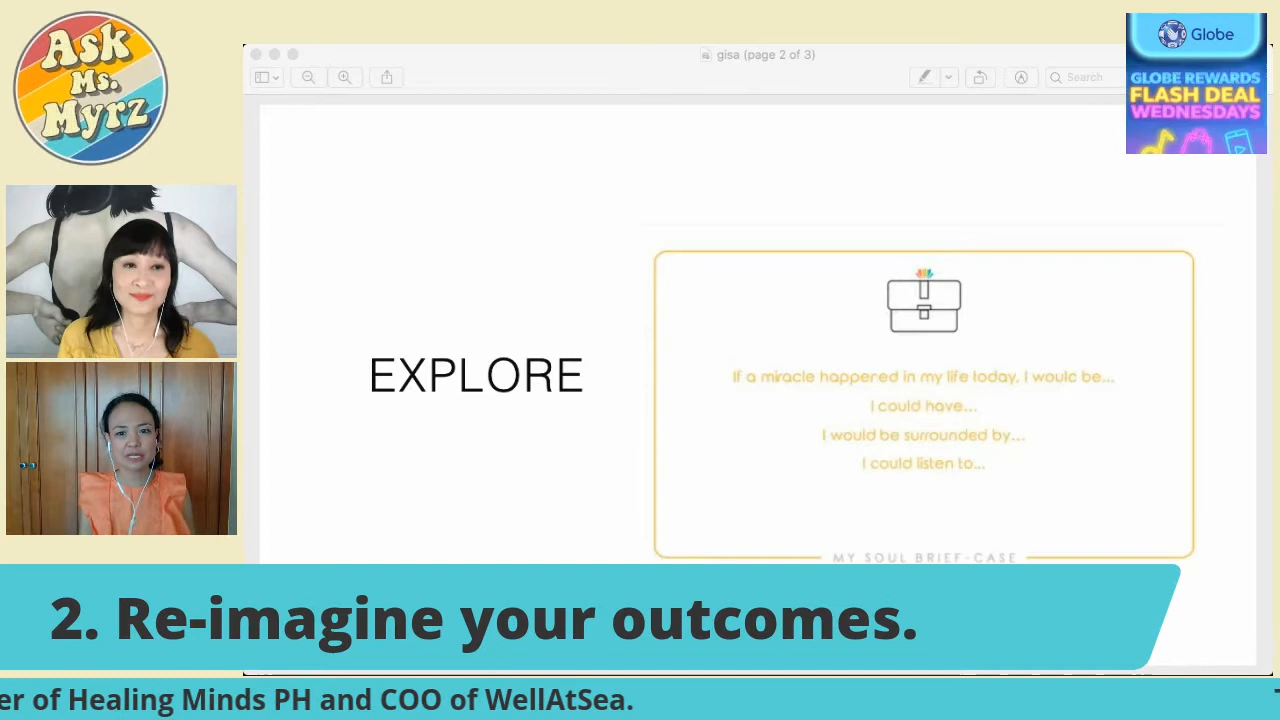 Ask
Ms.
Myrz
gisa (page 2 of 3)
Search
Globe
GLOBE REWARDS
FLASH DEAL
WEDNESDAYS
EXPLORE
If a miracle happened in my life today, I would be...
I could have...
I would be surrounded by...
I could listen to...
MY SOUL BRIEF-CASE
2. Re-imagine your outcomes.
er of Healing Minds PH and COO of WellAtSea.